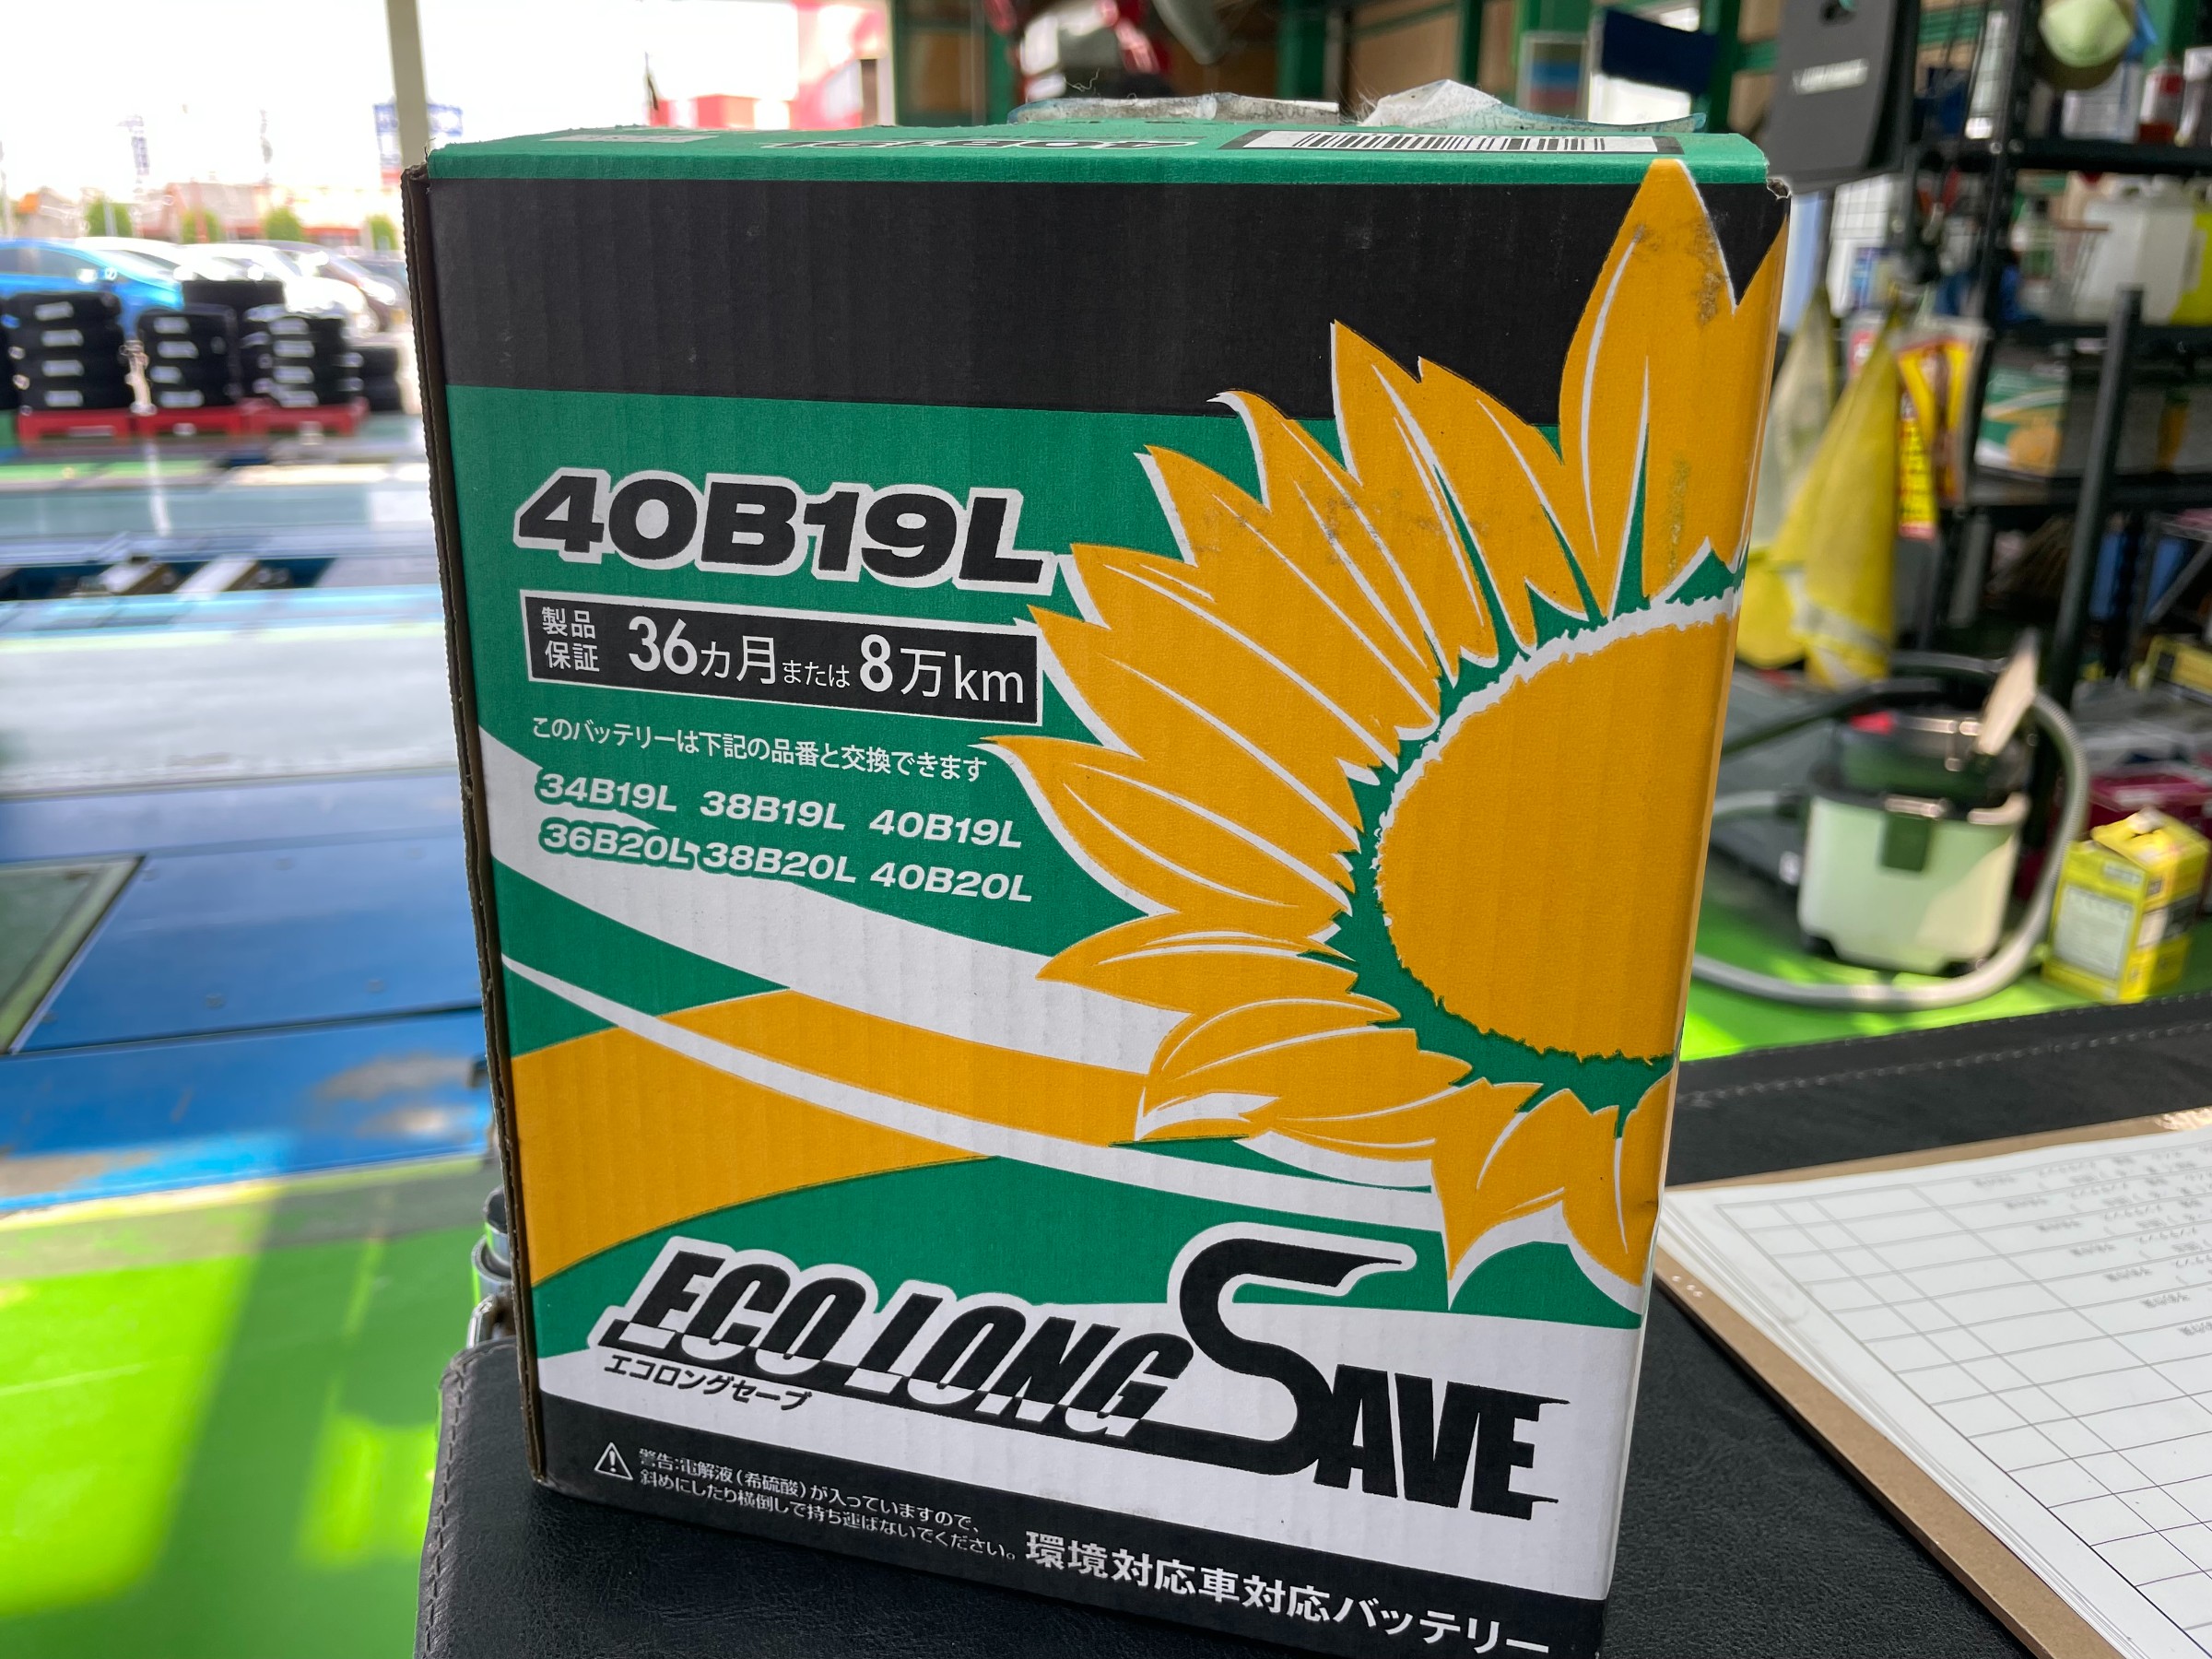 40B19L
40B19L
製品保証 36カ月または8万km
このバッテリーは下記の品番と交換できます
34B19L 38B19L 40B19L
36B20L 38B20L 40B20L
ECO LONG SAVE
エコロングセーブ
警告:電解液(希硫酸)が入っていますので、
斜めにしたり横倒しで持ち運ばないでください。
環境対応車対応バッテリー